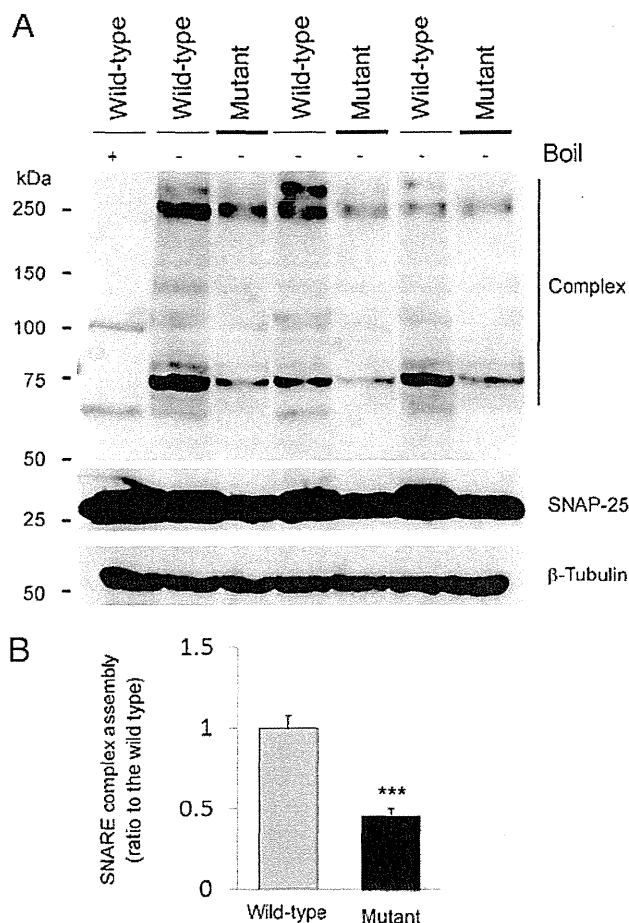 A
Wild-type Wild-type Mutant Wild-type Mutant Wild-type Mutant
+ - - - - - - Boil
kDa
250 -
150 -
Complex
100 -
75 -
50 -
SNAP-25
25 -
β-Tubulin
50 -
B
SNARE complex assembly
(ratio to the wild type)
1.5
1
***
0.5
0
Wild-type Mutant